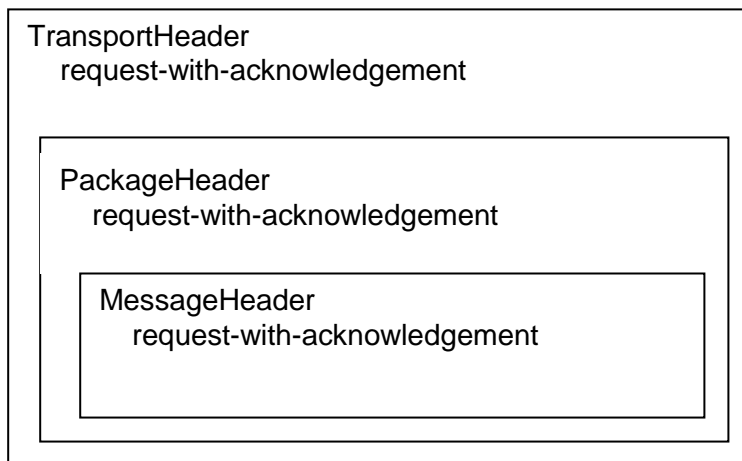 TransportHeader
request-with-acknowledgement
PackageHeader
request-with-acknowledgement
MessageHeader
request-with-acknowledgement